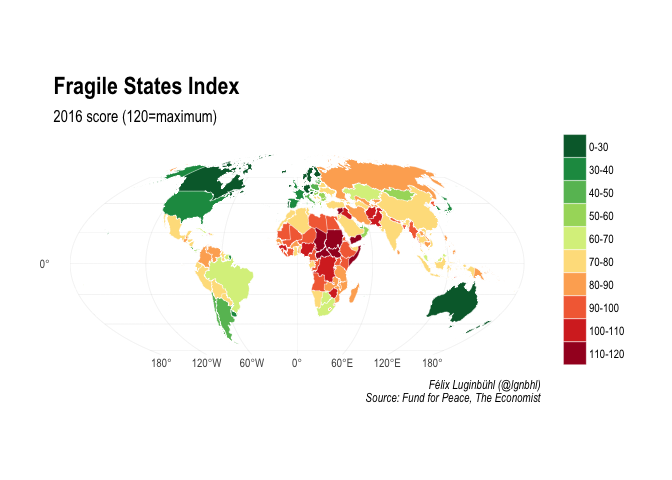 Fragile States Index
2016 score (120=maximum)
0-30
30-40
40-50
50-60
60-70
70-80
80-90
90-100
100-110
110-120
0°
180° 120°W 60°W 0° 60°E 120°E 180°
Félix Luginbühl (@lgnbhl)
Source: Fund for Peace, The Economist